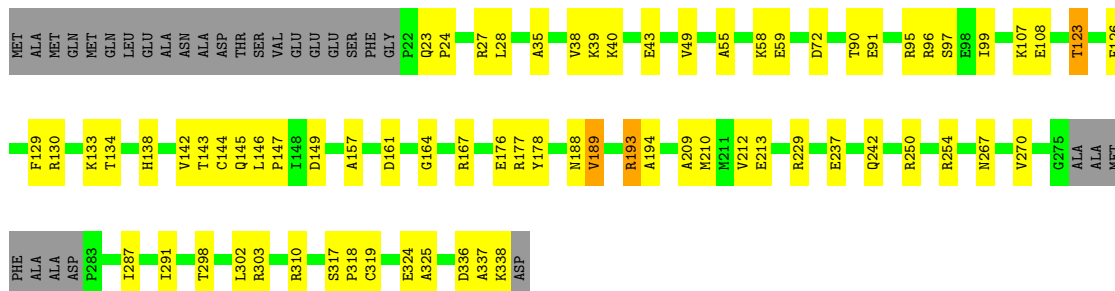 MET ALA MET GLN MET GLN LEU GLU ALA ASN ALA ASP THR SER VAL GLU GLU GLU SER PHE GLY P22 Q23 P24 R27 L28 A35 V38 K39 K40 E43 V49 A55 K58 E59 D72 T90 E91 R95 R96 S97 E98 I99 K107 E108 T123
F129 R130 K133 T134 H138 V142 T143 C144 Q145 L146 P147 I148 D149 A157 D161 G164 R167 E176 R177 Y178 N188 V189 R193 A194 A209 M210 M211 V212 E213 R229 E237 Q242 R250 R254 N267 V270 G275 ALA ALA MET
PHE ALA ALA ASP P283 I287 I291 T298 L302 R303 R310 S317 P318 C319 E324 A325 D336 A337 K338 ASP